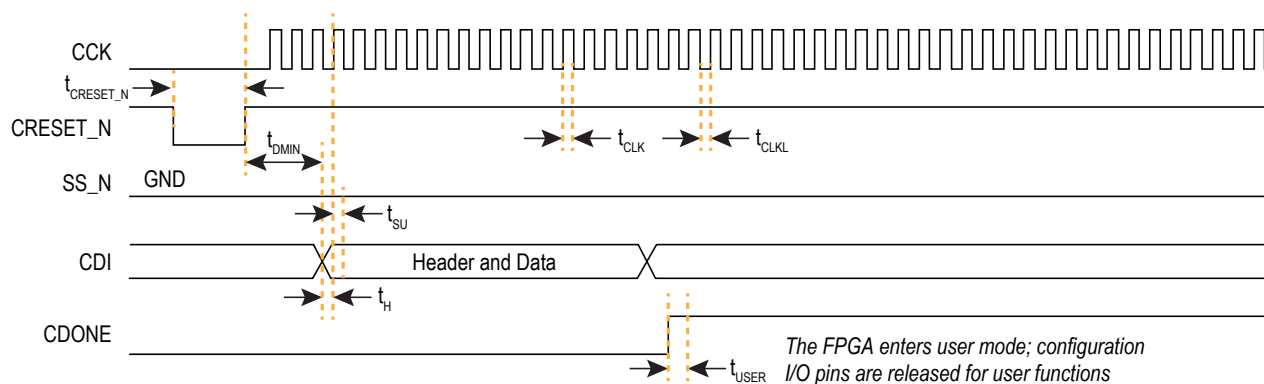 CCK
tCRESET_N
CRESET_N
tDMIN
tCLK
tCLKL
SS_N
GND
tSU
CDI
Header and Data
tH
CDONE
tUSER
The FPGA enters user mode; configuration
I/O pins are released for user functions